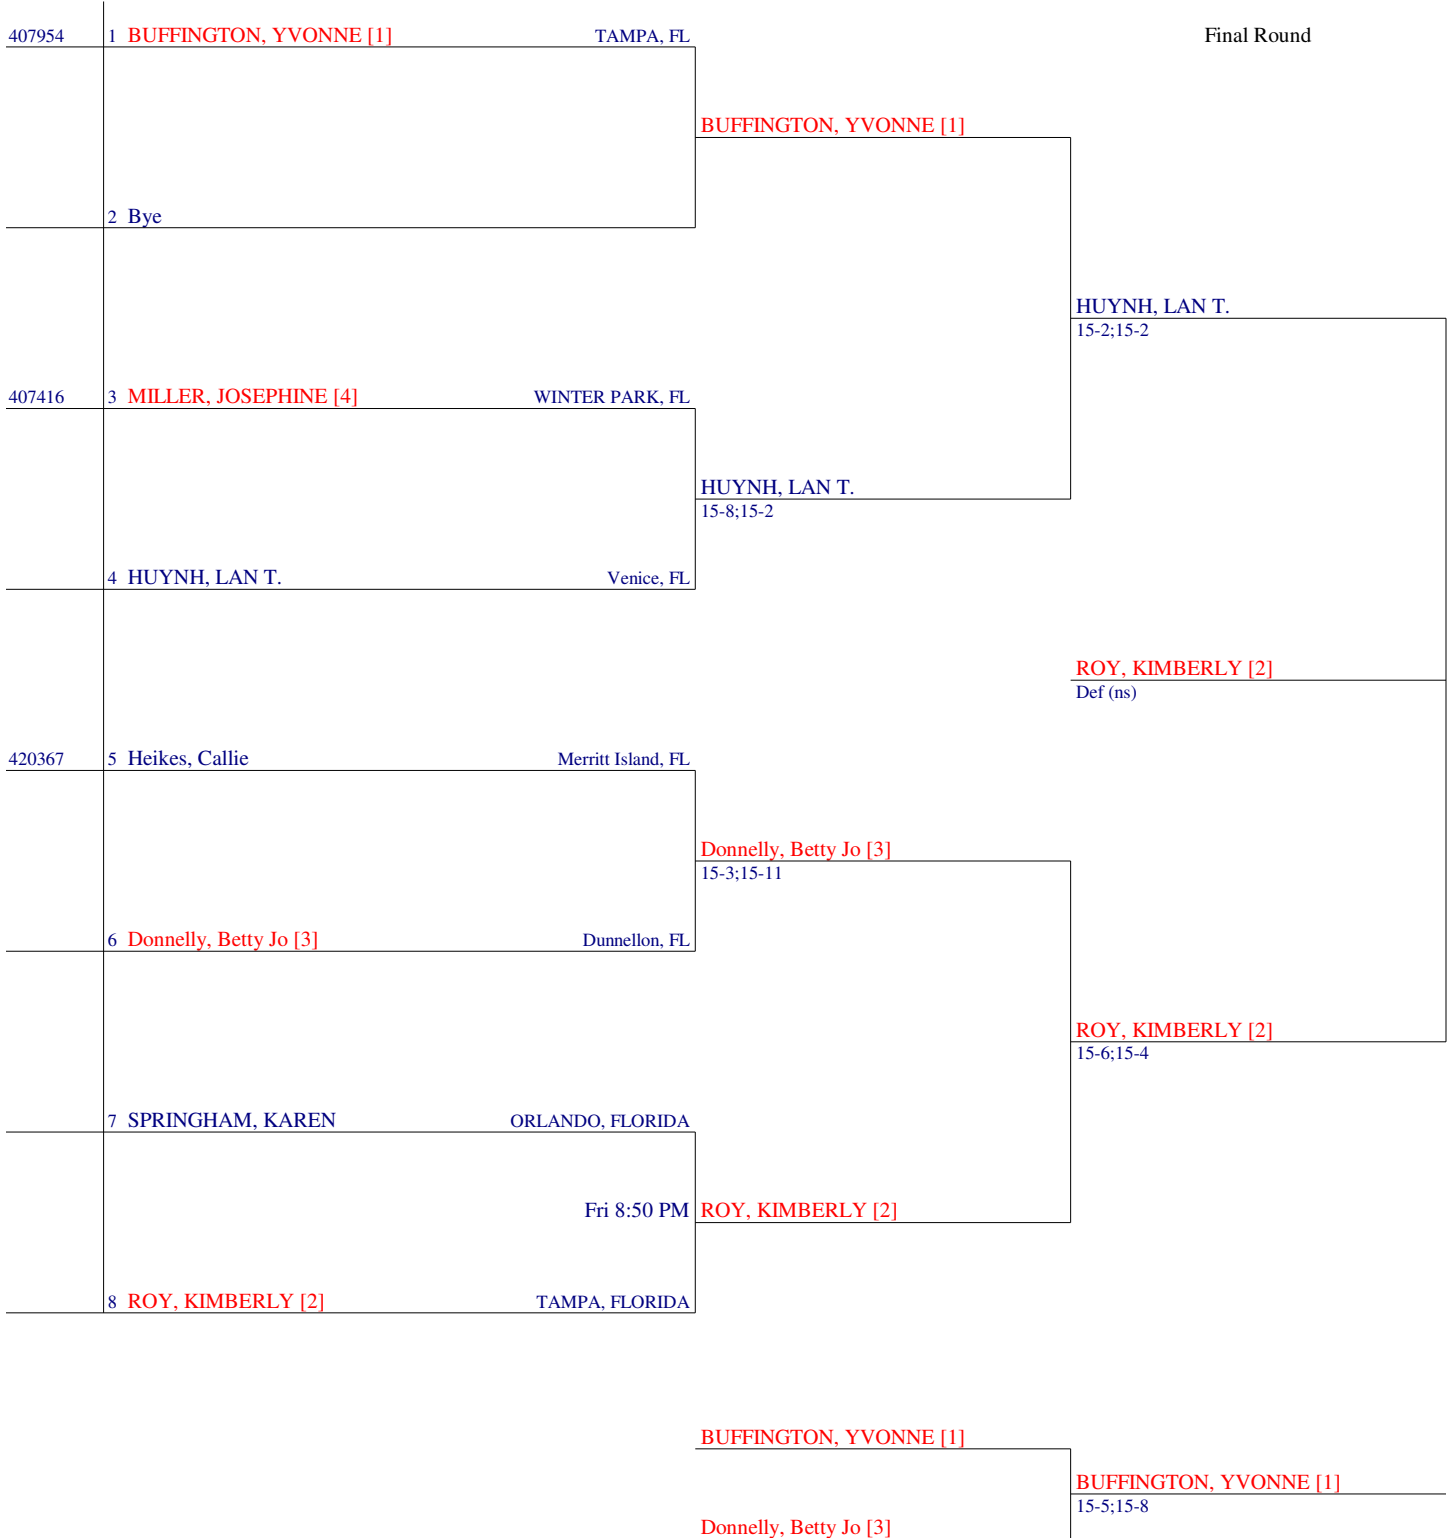 407954 1 BUFFINGTON, YVONNE [1] TAMPA, FL Final Round
BUFFINGTON, YVONNE [1]
2 Bye
HUYNH, LAN T.
15-2;15-2
407416 3 MILLER, JOSEPHINE [4] WINTER PARK, FL
HUYNH, LAN T.
15-8;15-2
4 HUYNH, LAN T. Venice, FL
ROY, KIMBERLY [2]
Def (ns)
420367 5 Heikes, Callie Merritt Island, FL
Donnelly, Betty Jo [3]
15-3;15-11
6 Donnelly, Betty Jo [3] Dunnellon, FL
ROY, KIMBERLY [2]
15-6;15-4
7 SPRINGHAM, KAREN ORLANDO, FLORIDA
Fri 8:50 PM ROY, KIMBERLY [2]
8 ROY, KIMBERLY [2] TAMPA, FLORIDA
BUFFINGTON, YVONNE [1]
BUFFINGTON, YVONNE [1]
15-5;15-8
Donnelly, Betty Jo [3]